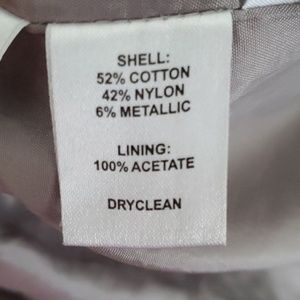 SHELL:
52% COTTON
42% NYLON
6% METALLIC
LINING:
100% ACETATE
DRYCLEAN